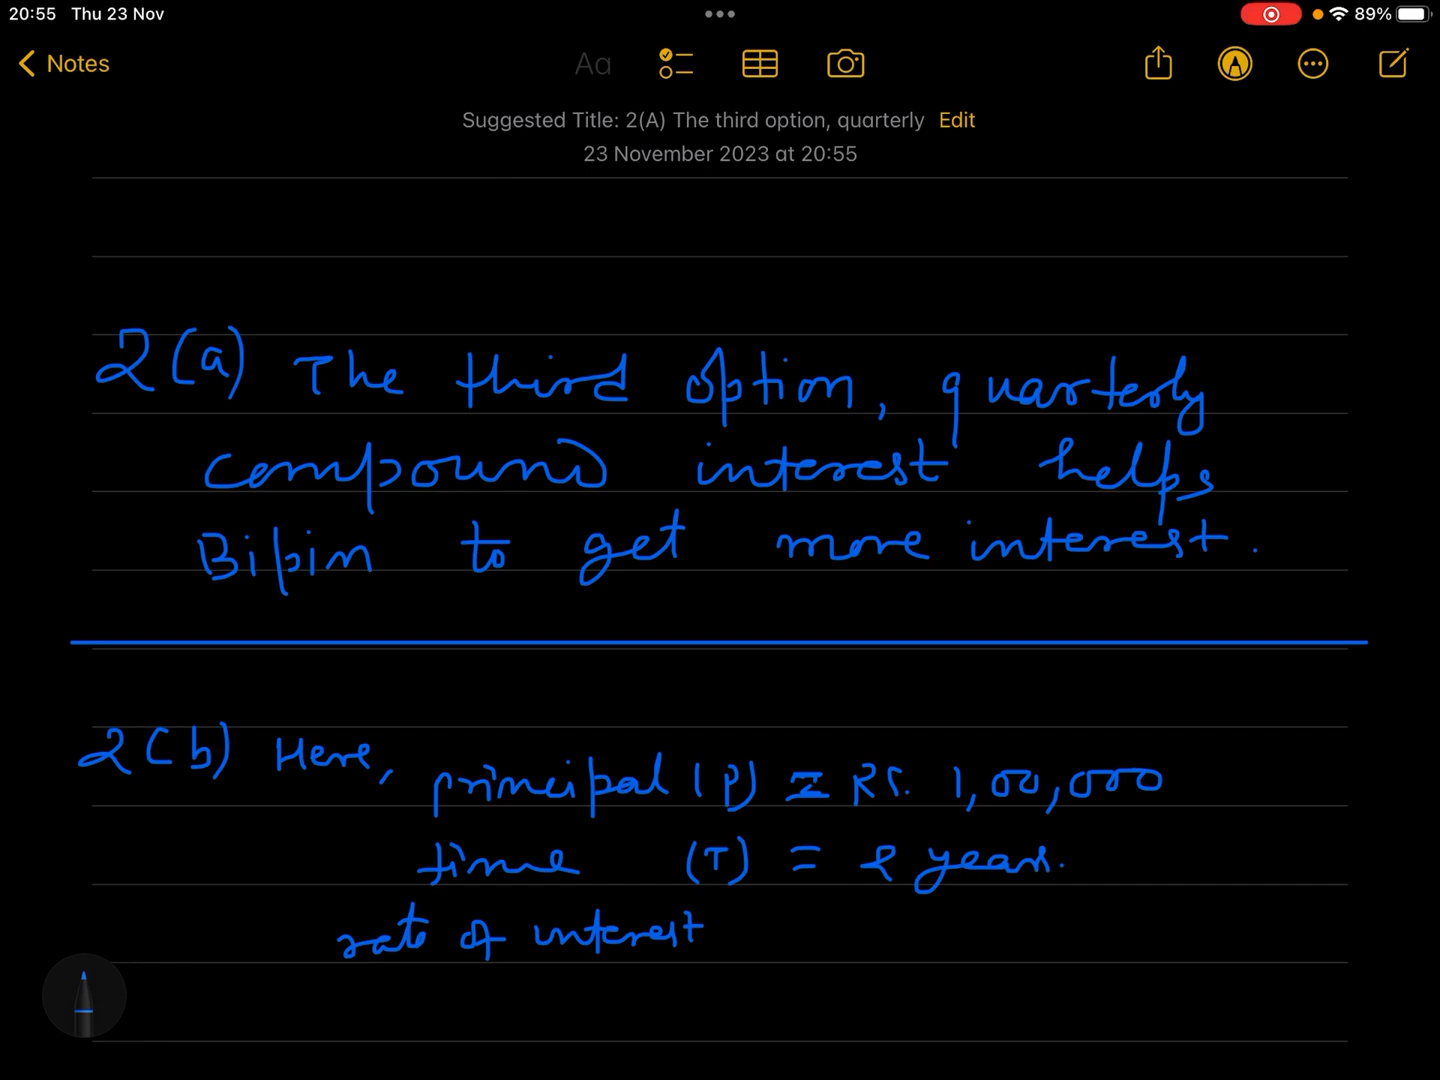 20:55 Thu 23 Nov
89%
Notes
Aa
Suggested Title: 2(A) The third option, quarterly Edit
23 November 2023 at 20:55
2(a) The third option, quarterly
compound interest helps
Bipin to get more interest.
2(b) Here, principal (P) = Rs. 1,00,000
time (T) = 2 years.
rate of interest